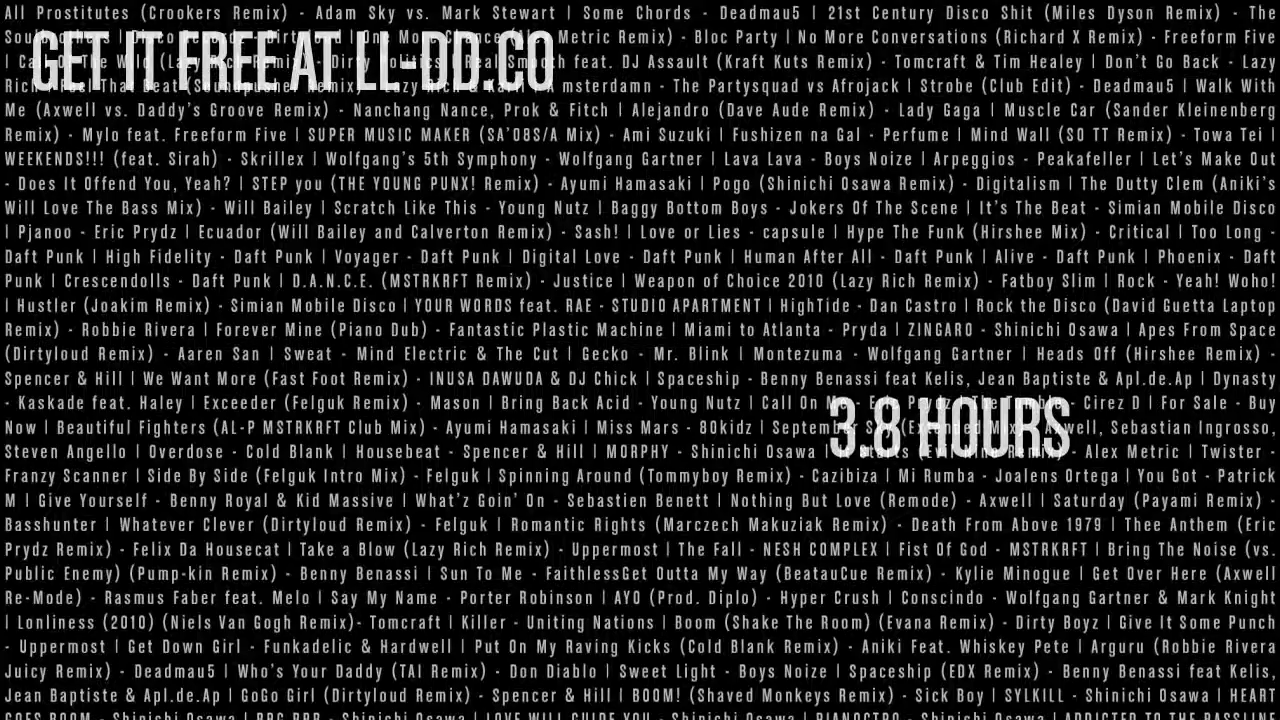 All Prostitutes (Crookers Remix) - Adam Sky vs. Mark Stewart | Some Chords - Deadmau5 | 21st Century Disco Shit (Miles Dyson Remix) - The
GET IT FREE AT LL-DD.CO
Metric Remix) - Bloc Party | No More Conversations (Richard X Remix) - Freeform Five
feat. DJ Assault (Kraft Kuts Remix) - Tomcraft & Tim Healey | Don't Go Back - Lazy
msterdamn - The Partysquad vs Afrojack | Strobe (Club Edit) - Deadmau5 | Walk With
Me (Axwell vs. Daddy's Groove Remix) - Nanchang Nance, Prok & Fitch | Alejandro (Dave Aude Remix) - Lady Gaga | Muscle Car (Sander Kleinenberg
Remix) - Mylo feat. Freeform Five | SUPER MUSIC MAKER (SA'08S/A Mix) - Ami Suzuki | Fushizen na Gal - Perfume | Mind Wall (SO TT Remix) - Towa Tei |
WEEKENDS!!! (feat. Sirah) - Skrillex | Wolfgang's 5th Symphony - Wolfgang Gartner | Lava Lava - Boys Noize | Arpeggios - Peakafeller | Let's Make Out
- Does It Offend You, Yeah? | STEP you (THE YOUNG PUNX! Remix) - Ayumi Hamasaki | Pogo (Shinichi Osawa Remix) - Digitalism | The Dutty Clem (Aniki's
Will Love The Bass Mix) - Will Bailey | Scratch Like This - Young Nutz | Baggy Bottom Boys - Jokers Of The Scene | It's The Beat - Simian Mobile Disco
| Pjanoo - Eric Prydz | Ecuador (Will Bailey and Calverton Remix) - Sash! | Love or Lies - capsule | Hype The Funk (Hirshee Mix) - Critical | Too Long -
Daft Punk | High Fidelity - Daft Punk | Voyager - Daft Punk | Digital Love - Daft Punk | Human After All - Daft Punk | Alive - Daft Punk | Phoenix - Daft
Punk | Crescendolls - Daft Punk | D.A.N.C.E. (MSTRKRFT Remix) - Justice | Weapon of Choice 2010 (Lazy Rich Remix) - Fatboy Slim | Rock - Yeah! Woho!
| Hustler (Joakim Remix) - Simian Mobile Disco | YOUR WORDS feat. RAE - STUDIO APARTMENT | HighTide - Dan Castro | Rock the Disco (David Guetta Laptop
Remix) - Robbie Rivera | Forever Mine (Piano Dub) - Fantastic Plastic Machine | Miami to Atlanta - Pryda | ZINGARO - Shinichi Osawa | Apes From Space
(Dirtyloud Remix) - Aaren San | Sweat - Mind Electric & The Cut | Gecko - Mr. Blink | Montezuma - Wolfgang Gartner | Heads Off (Hirshee Remix) -
Spencer & Hill | We Want More (Fast Foot Remix) - INUSA DAWUDA & DJ Chick | Spaceship - Benny Benassi feat Kelis, Jean Baptiste & Apl.de.Ap | Dynasty
- Kaskade feat. Haley | Exceeder (Felguk Remix) - Mason | Bring Back Acid - Young Nutz | Call On - Cirez D | For Sale - Buy
3.8 HOURS
Now | Beautiful Fighters (AL-P MSTRKRFT Club Mix) - Ayumi Hamasaki | Miss Mars - 80kidz | Axwell, Sebastian Ingrosso,
Steven Angello | Overdose - Cold Blank | Housebeat - Spencer & Hill | MORPHY - Shinichi Osawa - Alex Metric | Twister -
Franzy Scanner | Side By Side (Felguk Intro Mix) - Felguk | Spinning Around (Tommyboy Remix) - Cazibiza | Mi Rumba - Joalens Ortega | You Got - Patrick
M | Give Yourself - Benny Royal & Kid Massive | What'z Goin' On - Sebastien Benett | Nothing But Love (Remode) - Axwell | Saturday (Payami Remix) -
Basshunter | Whatever Clever (Dirtyloud Remix) - Felguk | Romantic Rights (Marczech Makuziak Remix) - Death From Above 1979 | Thee Anthem (Eric
Prydz Remix) - Felix Da Housecat | Take a Blow (Lazy Rich Remix) - Uppermost | The Fall - NESH COMPLEX | Fist Of God - MSTRKRFT | Bring The Noise (vs.
Public Enemy) (Pump-kin Remix) - Benny Benassi | Sun To Me - FaithlessGet Outta My Way (BeatauCue Remix) - Kylie Minogue | Get Over Here (Axwell
Re-Mode) - Rasmus Faber feat. Melo | Say My Name - Porter Robinson | AYO (Prod. Diplo) - Hyper Crush | Conscindo - Wolfgang Gartner & Mark Knight
| Lonliness (2010) (Niels Van Gogh Remix)- Tomcraft | Killer - Uniting Nations | Boom (Shake The Room) (Evana Remix) - Dirty Boyz | Give It Some Punch
- Uppermost | Get Down Girl - Funkadelic & Hardwell | Put On My Raving Kicks (Cold Blank Remix) - Aniki Feat. Whiskey Pete | Arguru (Robbie Rivera
Juicy Remix) - Deadmau5 | Who's Your Daddy (TAI Remix) - Don Diablo | Sweet Light - Boys Noize | Spaceship (EDX Remix) - Benny Benassi feat Kelis,
Jean Baptiste & Apl.de.Ap | GoGo Girl (Dirtyloud Remix) - Spencer & Hill | BOOM! (Shaved Monkeys Remix) - Sick Boy | SYLKILL - Shinichi Osawa | HEART